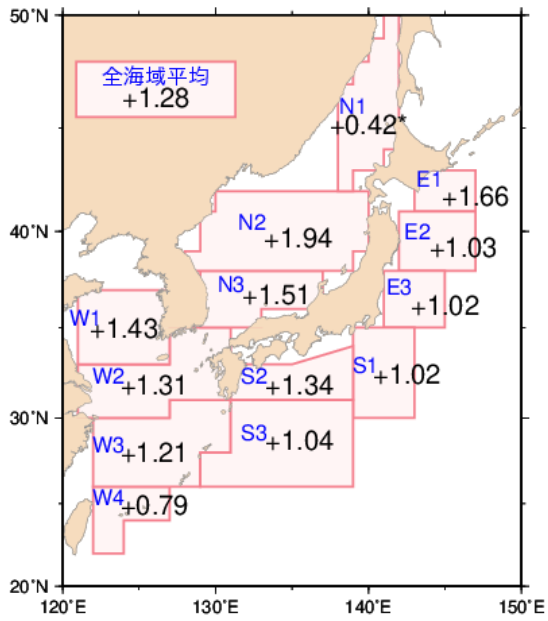 50˚N
全海域平均
+1.28
N1
+0.42*
E1
+1.66
N2
+1.94
E2
+1.03
40˚N
N3
+1.51
E3
+1.02
W1
+1.43
W2
+1.31
S2
+1.34
S1
+1.02
30˚N
W3
+1.21
S3
+1.04
W4
+0.79
20˚N
120˚E
130˚E
140˚E
150˚E